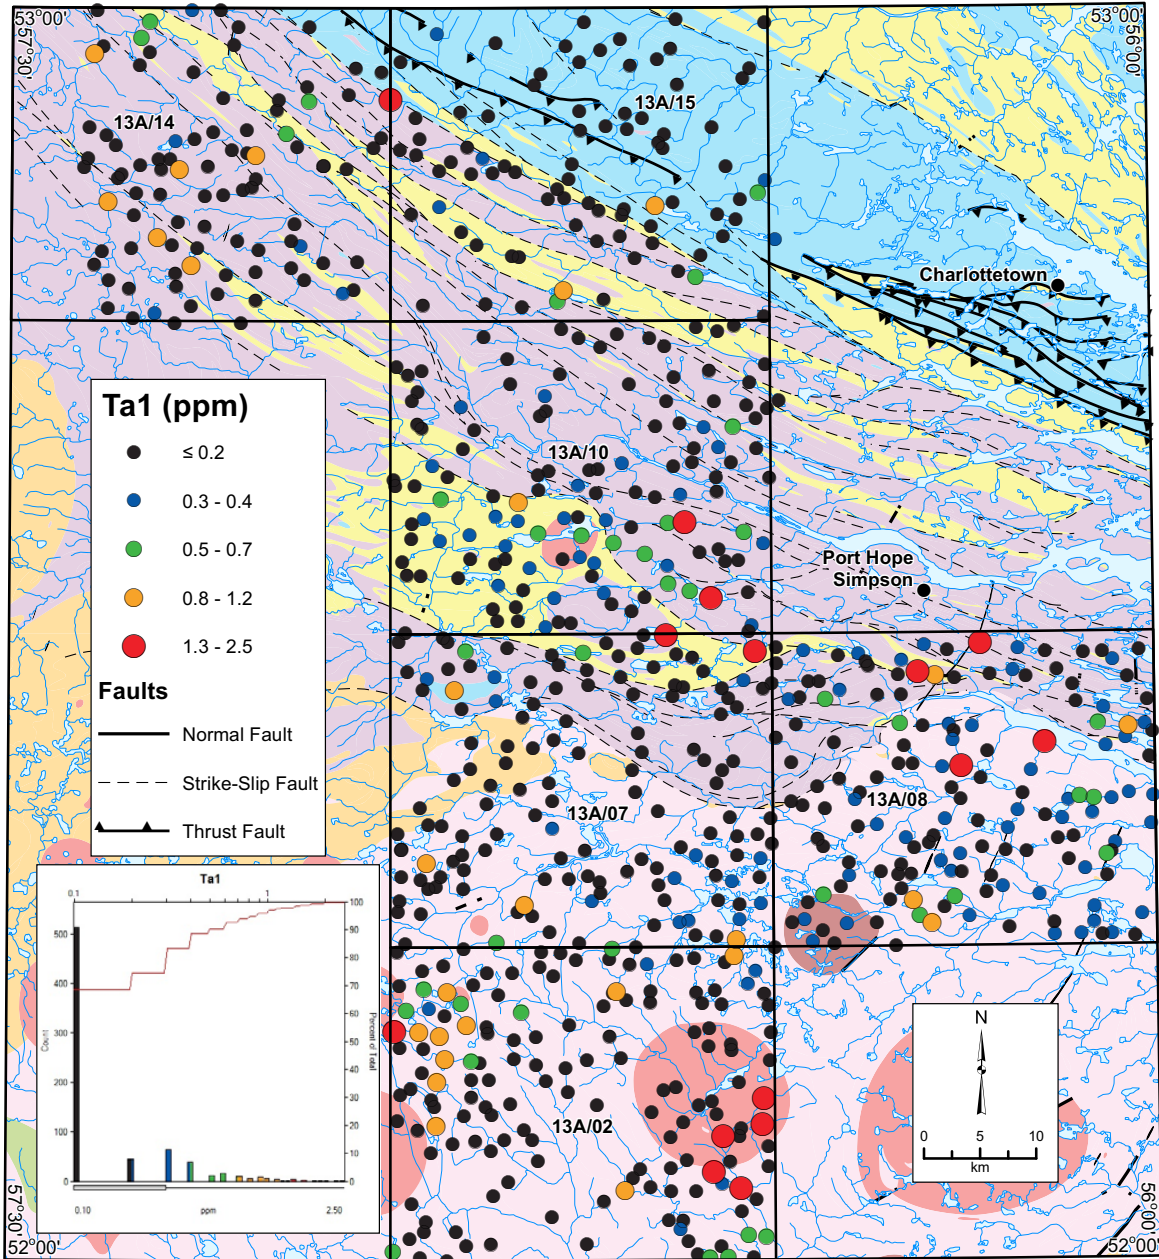 53°00'
57°30'
53°00'
56°00'
13A/14
13A/15
Charlottetown
Ta1 (ppm)
≤ 0.2
0.3 - 0.4
0.5 - 0.7
0.8 - 1.2
1.3 - 2.5
Faults
Normal Fault
Strike-Slip Fault
Thrust Fault
13A/10
Port Hope
Simpson
13A/07
13A/08
Ta1
0.1
1
500
400
300
200
100
0
Count
100
90
80
70
60
50
40
30
20
10
0
Percent of Total
0.10
ppm
2.50
13A/02
N
0
5
10
km
57°30'
52°00'
56°00'
52°00'